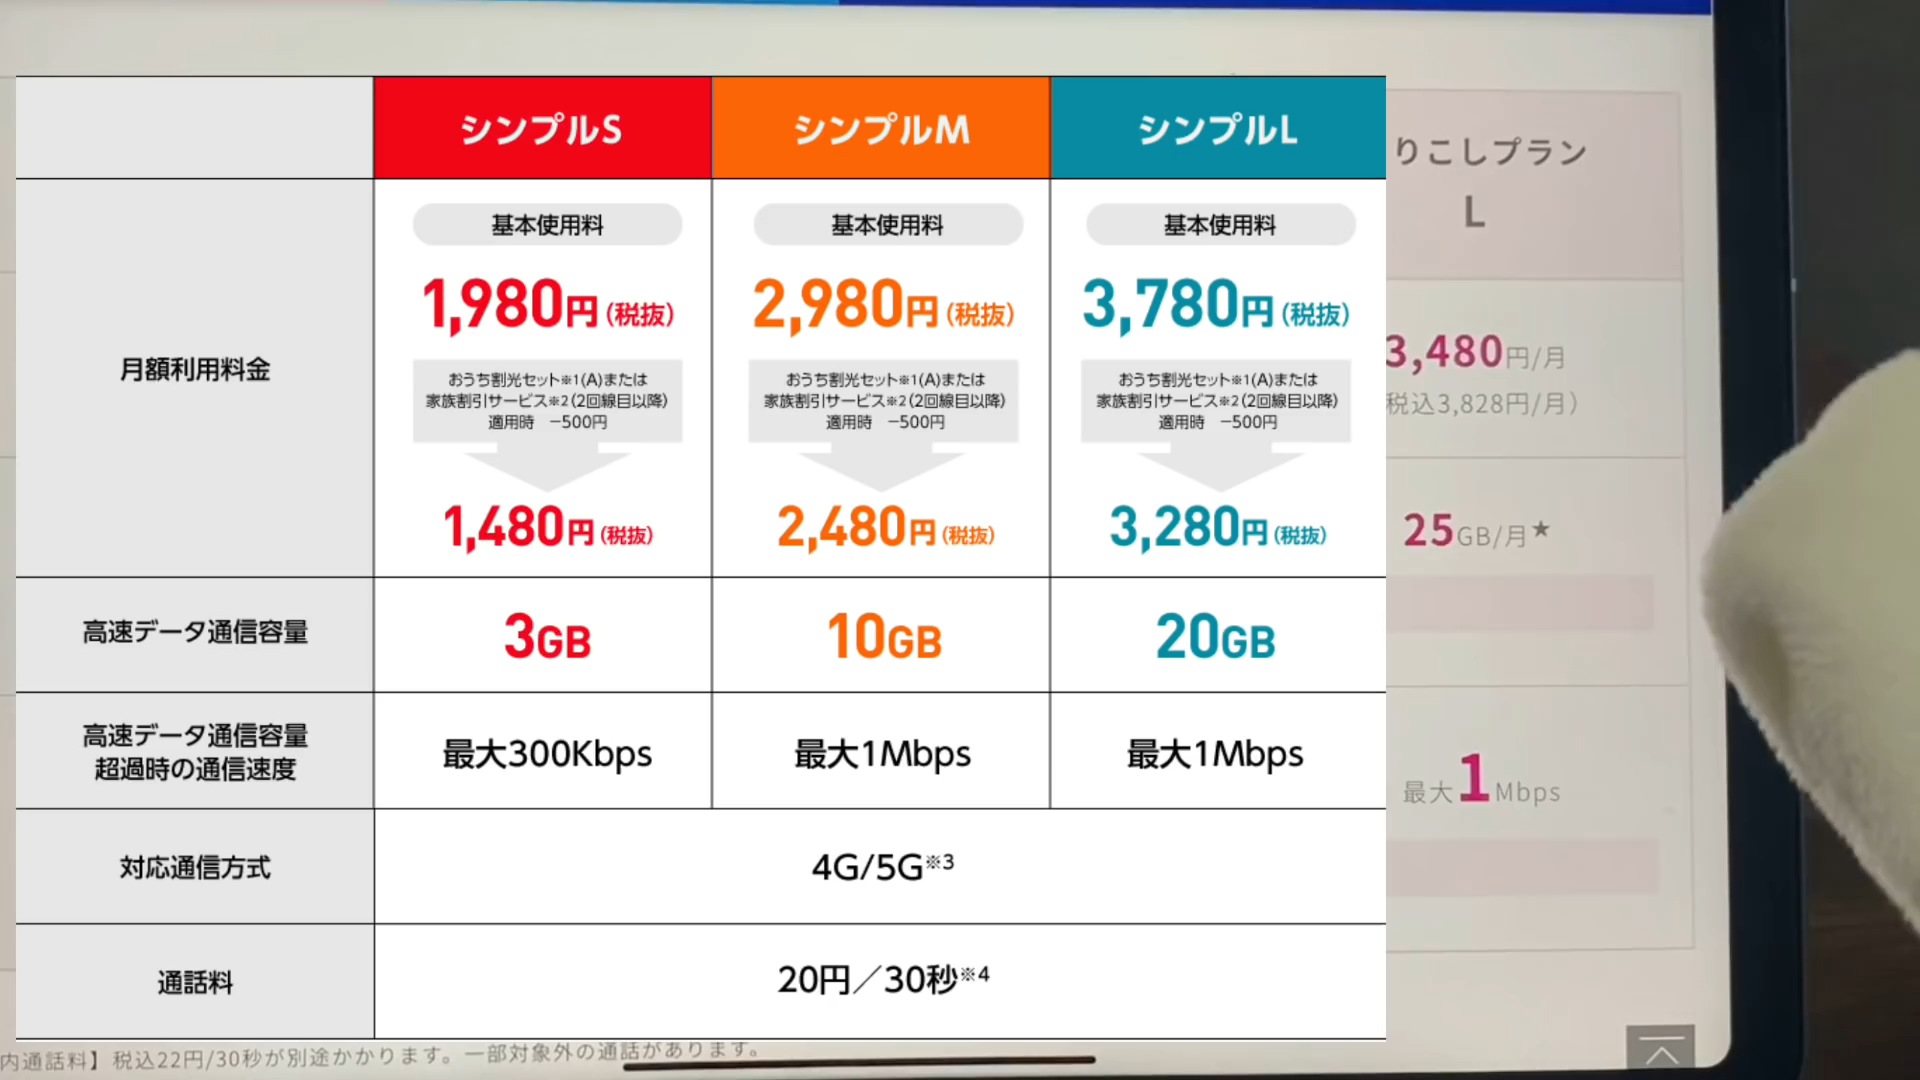 シンプルS
シンプルM
シンプルL
月額利用料金
基本使用料
1,980円(税抜)
おうち割光セット※1(A)または
家族割引サービス※2(2回線目以降)
適用時 −500円
1,480円(税抜)
基本使用料
2,980円(税抜)
おうち割光セット※1(A)または
家族割引サービス※2(2回線目以降)
適用時 −500円
2,480円(税抜)
基本使用料
3,780円(税抜)
おうち割光セット※1(A)または
家族割引サービス※2(2回線目以降)
適用時 −500円
3,280円(税抜)
高速データ通信容量
3GB
10GB
20GB
高速データ通信容量
超過時の通信速度
最大300Kbps
最大1Mbps
最大1Mbps
対応通信方式
4G/5G※3
通話料
20円／30秒※4
りこしプラン
L
3,480円/月
税込3,828円/月）
25GB/月★
最大1Mbps
内通話料】税込22円/30秒が別途かかります。一部対象外の通話があります。